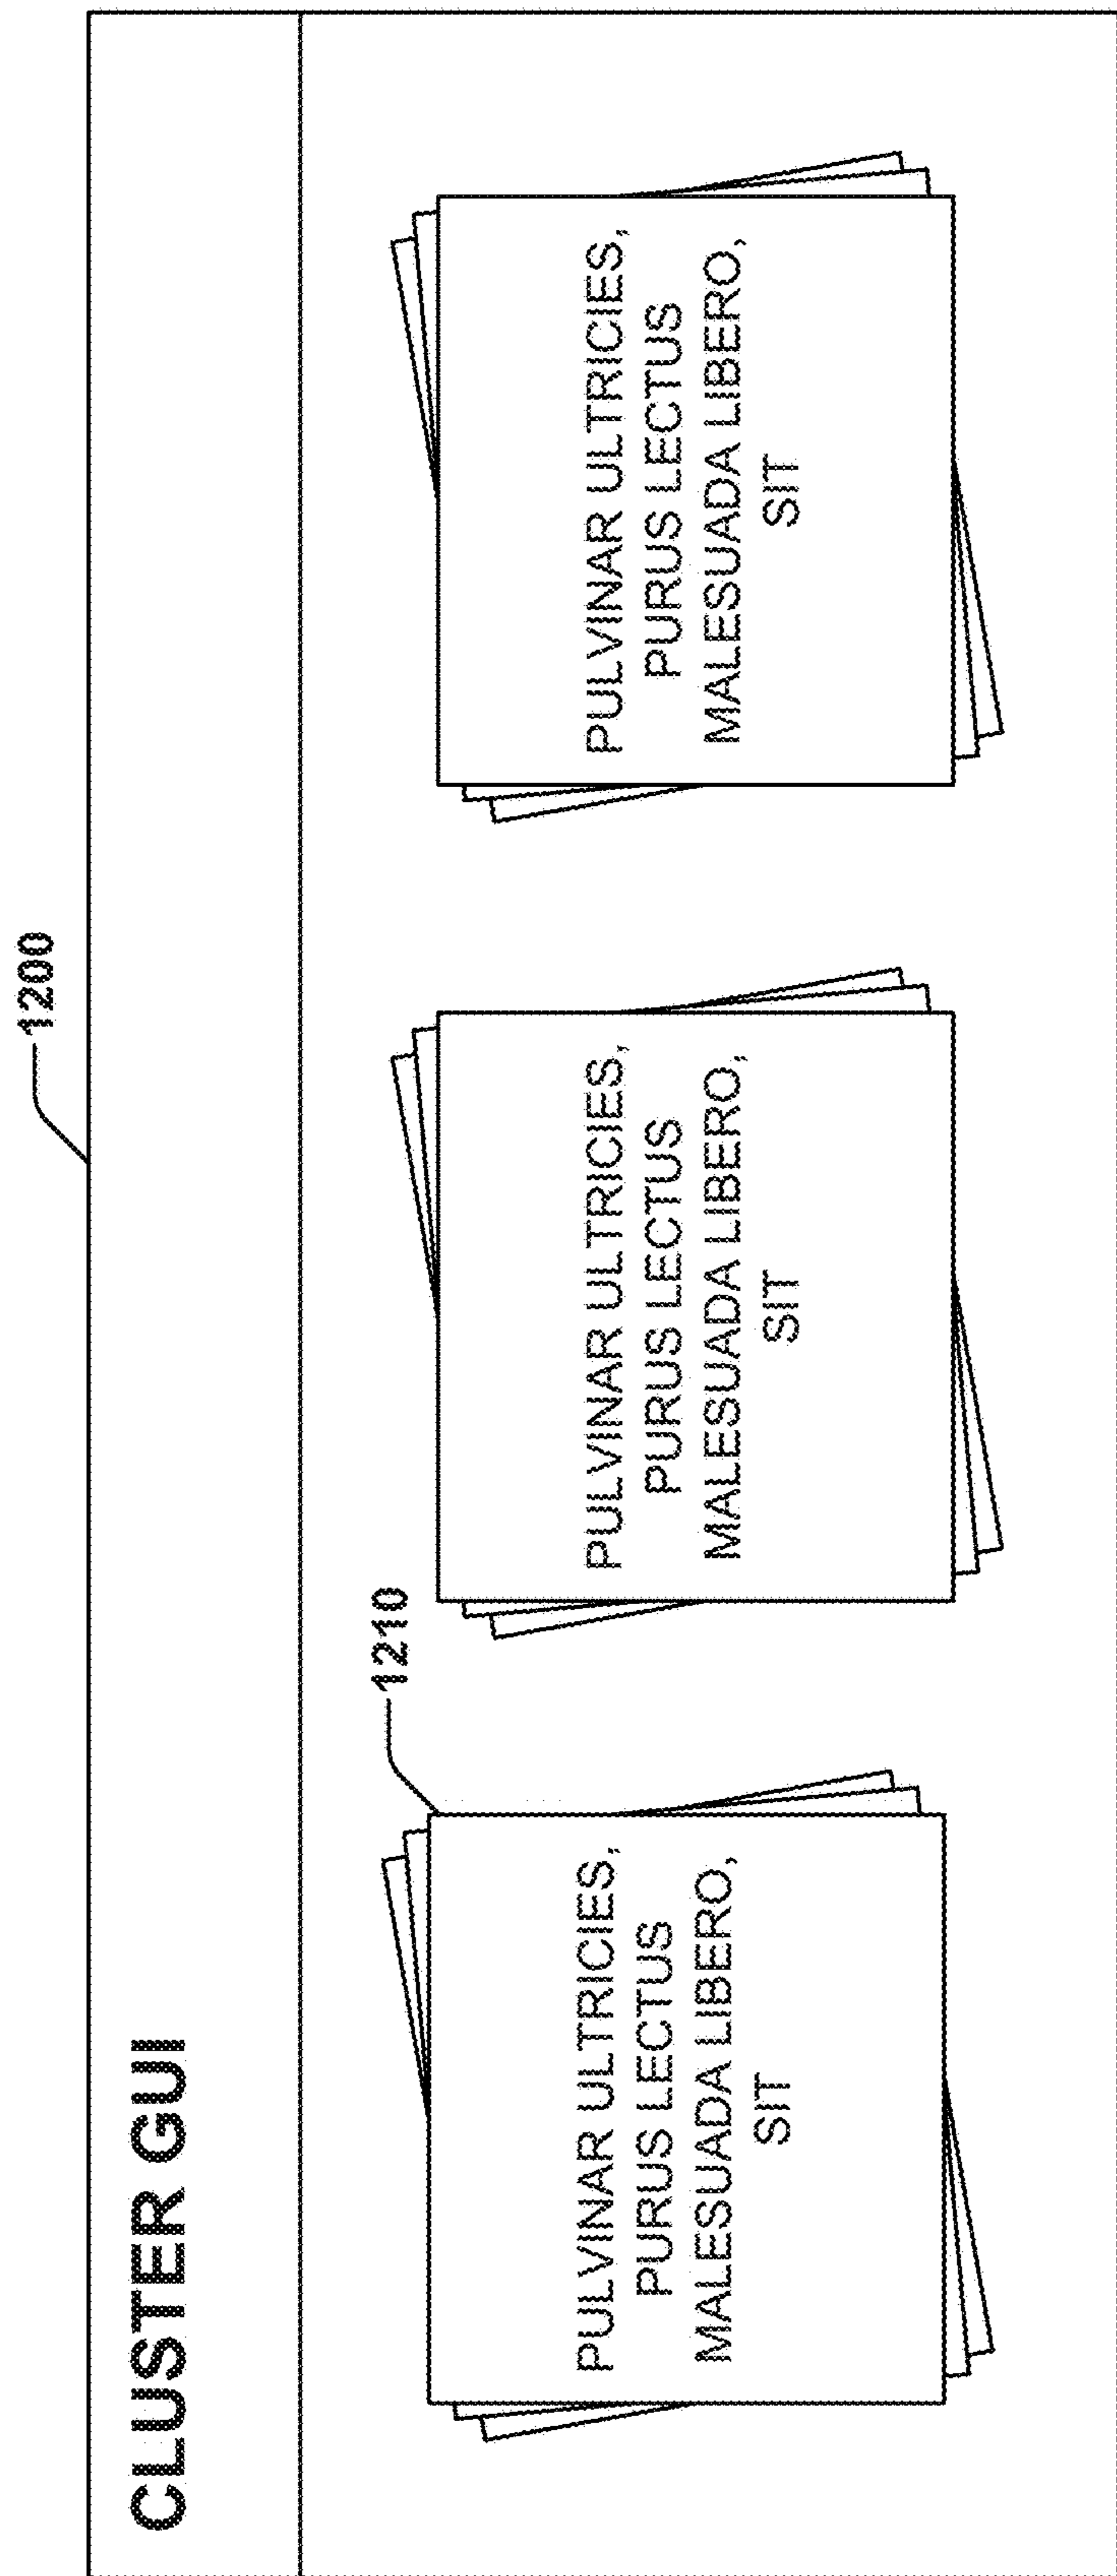 1200
CLUSTER GUI
1210
PULVINAR ULTRICIES,
PURUS LECTUS
MALESUADA LIBERO,
SIT
PULVINAR ULTRICIES,
PURUS LECTUS
MALESUADA LIBERO,
SIT
PULVINAR ULTRICIES,
PURUS LECTUS
MALESUADA LIBERO,
SIT